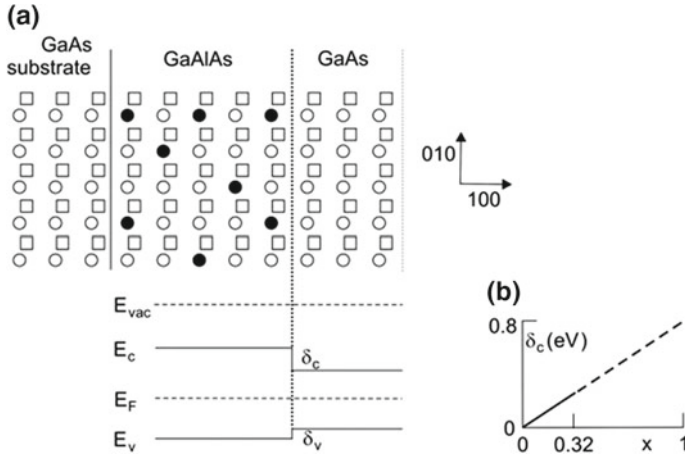 (a)
GaAs
substrate
GaAlAs
GaAs
010
100
E_vac
E_c
δ_c
E_F
E_v
δ_v
(b)
0.8
δ_c(eV)
0
0 0.32 x 1